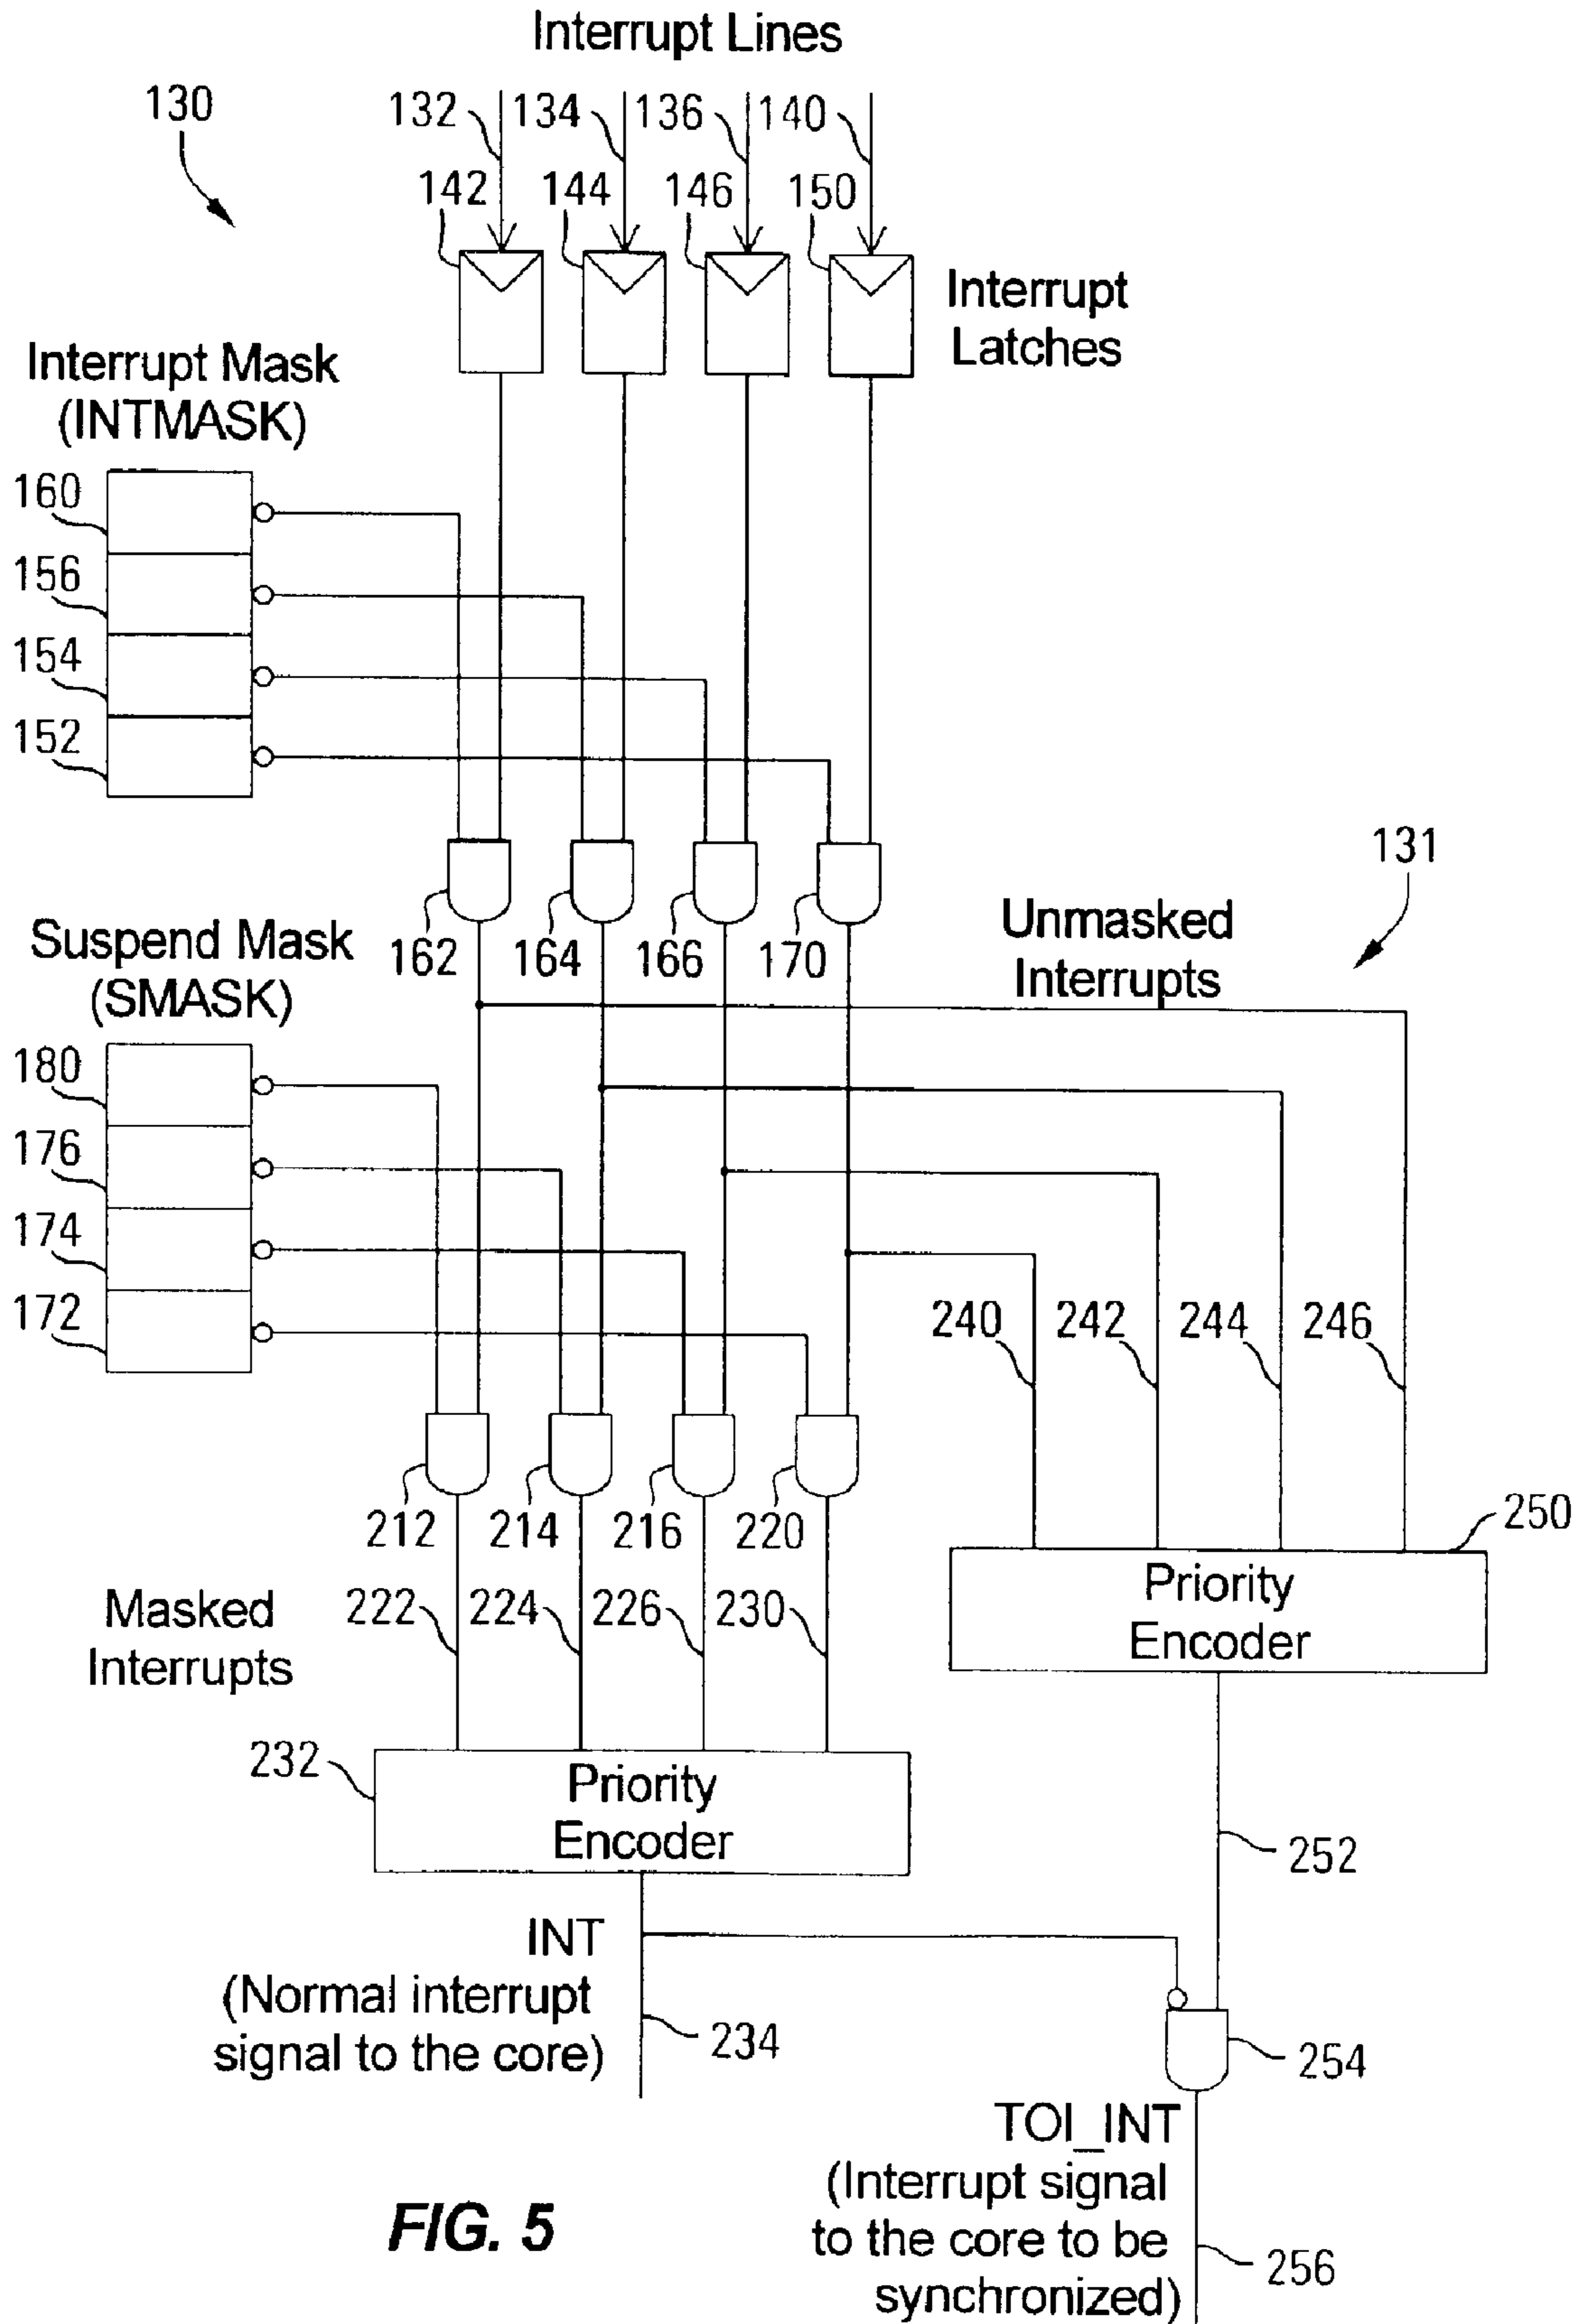 Interrupt Lines
130
132 134 136 140
142 144 146 150
Interrupt
Latches
Interrupt Mask
(INTMASK)
160
156
154
152
131
162 164 166 170
Unmasked
Interrupts
Suspend Mask
(SMASK)
180
176
174
172
240 242 244 246
212 214 216 220
250
Priority
Encoder
Masked
Interrupts
222 224 226 230
232
Priority
Encoder
252
INT
(Normal interrupt
signal to the core)
234
254
TOI_INT
(Interrupt signal
to the core to be
synchronized)
256
FIG. 5